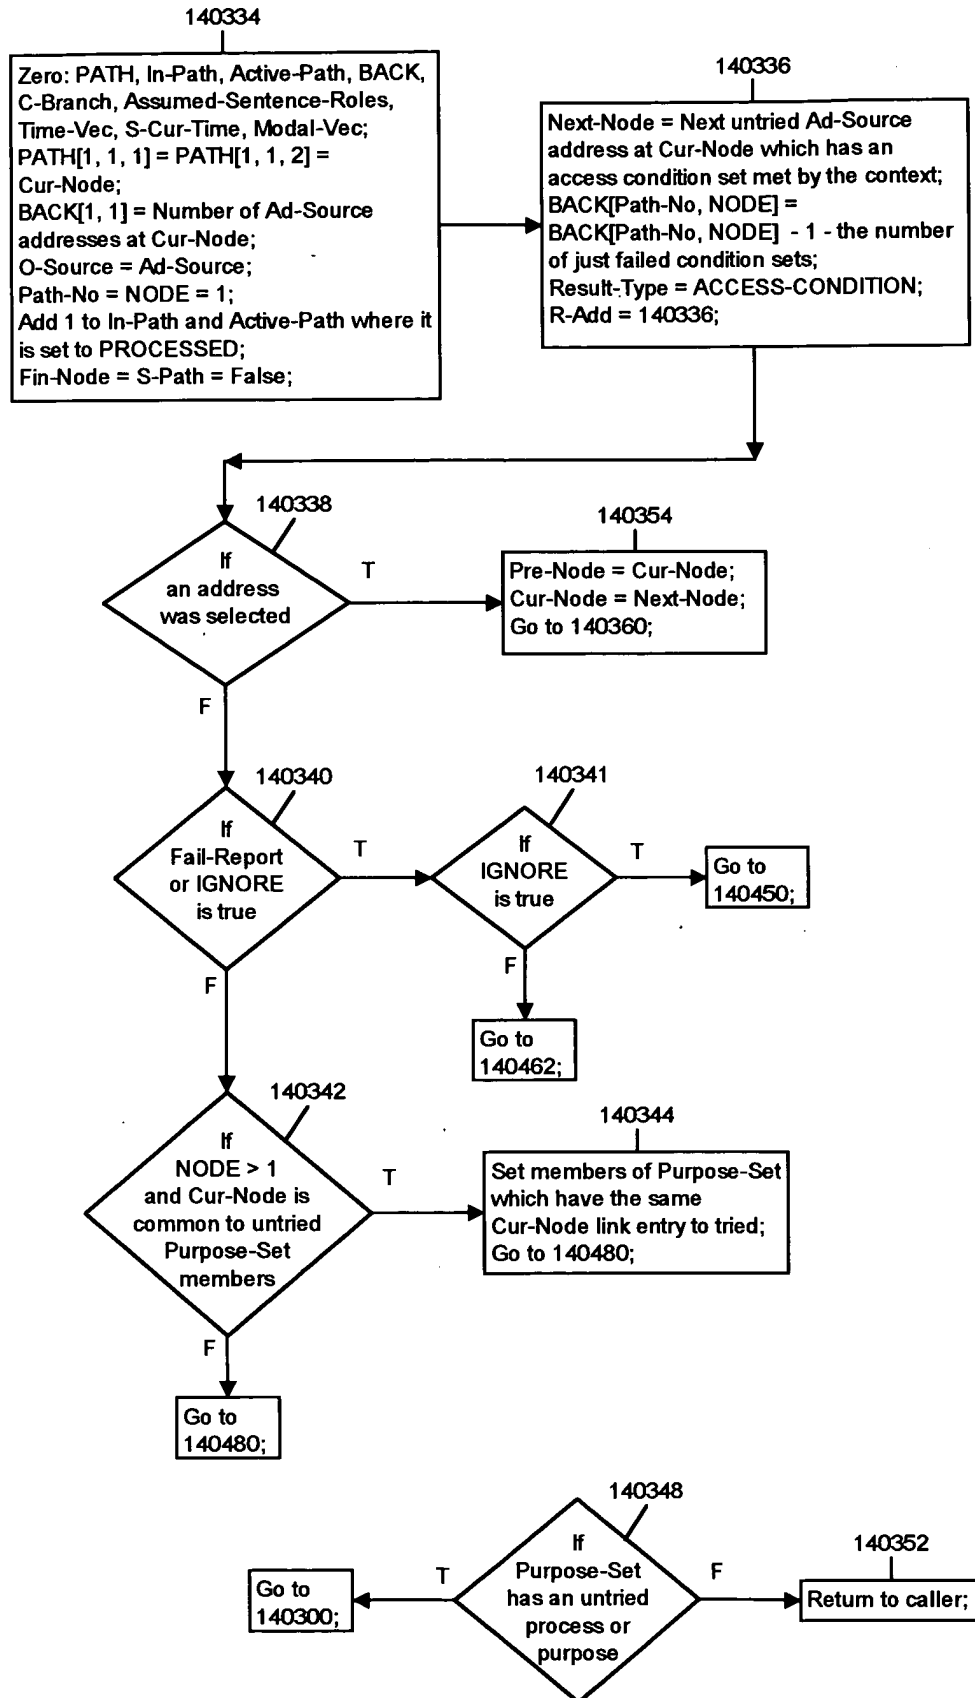 140334
Zero: PATH, In-Path, Active-Path, BACK,
C-Branch, Assumed-Sentence-Roles,
Time-Vec, S-Cur-Time, Modal-Vec;
PATH[1, 1, 1] = PATH[1, 1, 2] =
Cur-Node;
BACK[1, 1] = Number of Ad-Source
addresses at Cur-Node;
O-Source = Ad-Source;
Path-No = NODE = 1;
Add 1 to In-Path and Active-Path where it
is set to PROCESSED;
Fin-Node = S-Path = False;
140336
Next-Node = Next untried Ad-Source
address at Cur-Node which has an
access condition set met by the context;
BACK[Path-No, NODE] =
BACK[Path-No, NODE] - 1 - the number
of just failed condition sets;
Result-Type = ACCESS-CONDITION;
R-Add = 140336;
140338
If
an address
was selected
T
F
140354
Pre-Node = Cur-Node;
Cur-Node = Next-Node;
Go to 140360;
140340
If
Fail-Report
or IGNORE
is true
T
F
140341
If
IGNORE
is true
T
F
Go to
140450;
Go to
140462;
140342
If
NODE > 1
and Cur-Node is
common to untried
Purpose-Set
members
T
F
140344
Set members of Purpose-Set
which have the same
Cur-Node link entry to tried;
Go to 140480;
Go to
140480;
140348
If
Purpose-Set
has an untried
process or
purpose
T
F
Go to
140300;
140352
Return to caller;